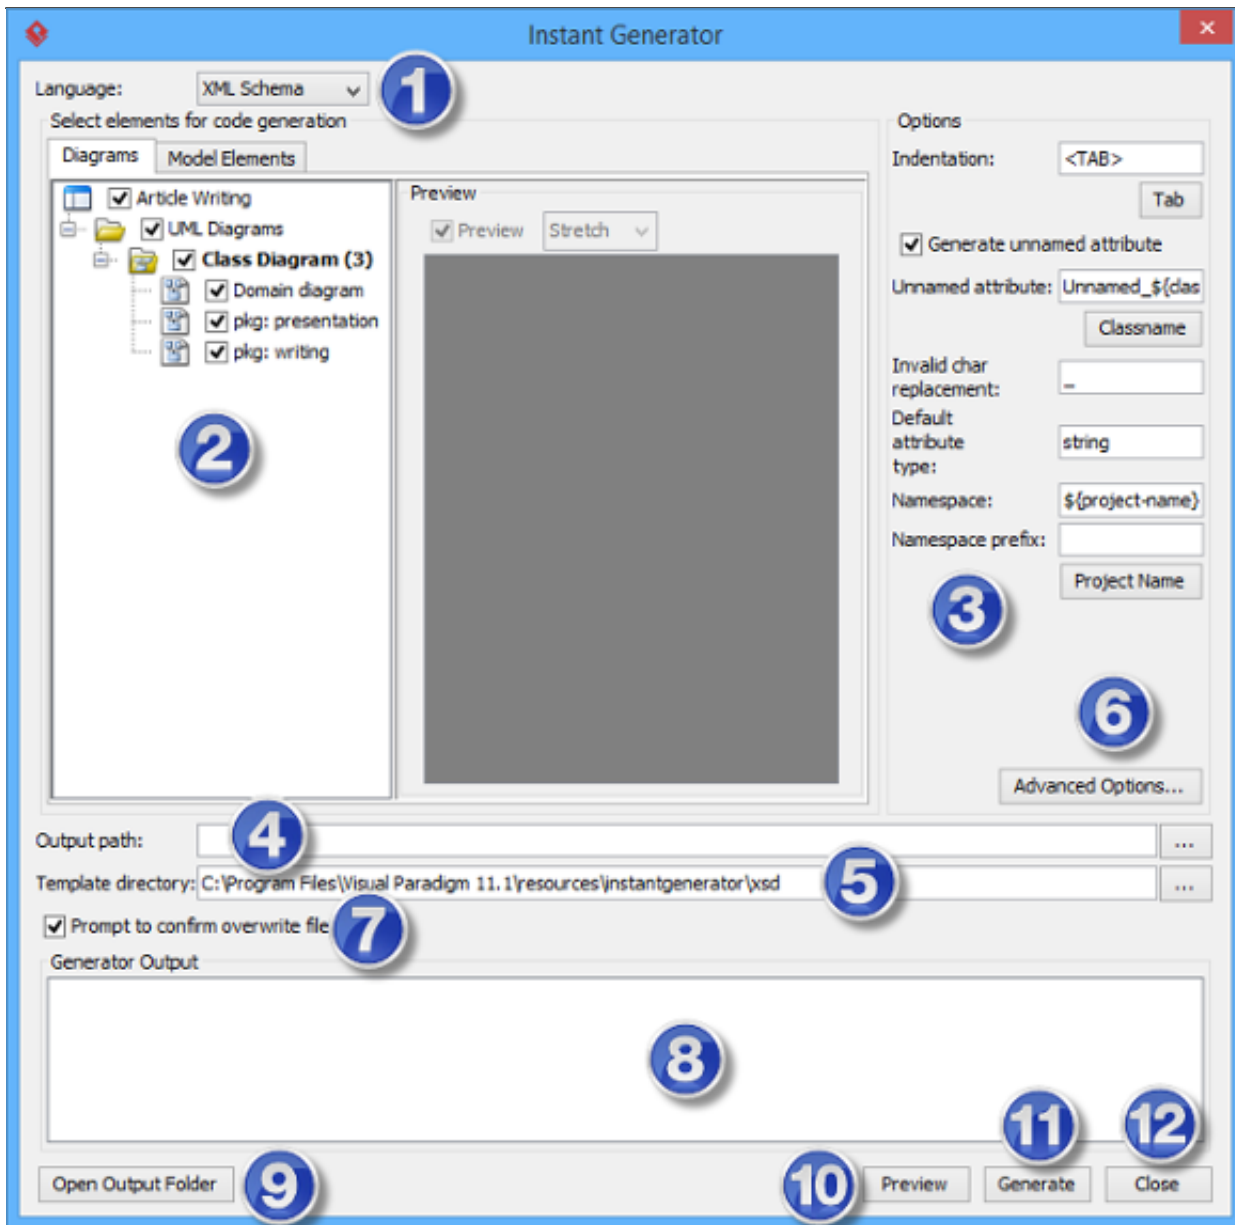 Instant Generator
Language: XML Schema 1
Select elements for code generation
Diagrams Model Elements
Article Writing
UML Diagrams
Class Diagram (3)
Domain diagram
pkg: presentation
pkg: writing
2
Preview
Preview Stretch
Options
Indentation: <TAB>
Tab
Generate unnamed attribute
Unnamed attribute: Unnamed_${clas
Classname
Invalid char
replacement: _
Default
attribute
type: string
Namespace: ${project-name}
Namespace prefix:
Project Name
3
6
Advanced Options...
Output path: 4 ...
Template directory: C:\Program Files\Visual Paradigm 11.1\resources\instantgenerator\xsd 5 ...
Prompt to confirm overwrite file 7
Generator Output
8
11 12
Open Output Folder 9 10 Preview Generate Close